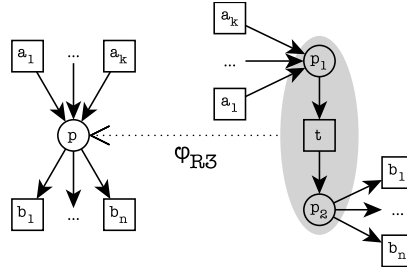 a1 ... ak
p
b1 ... bn
φR3
ak
...
a1
p1
t
p2
b1
...
bn